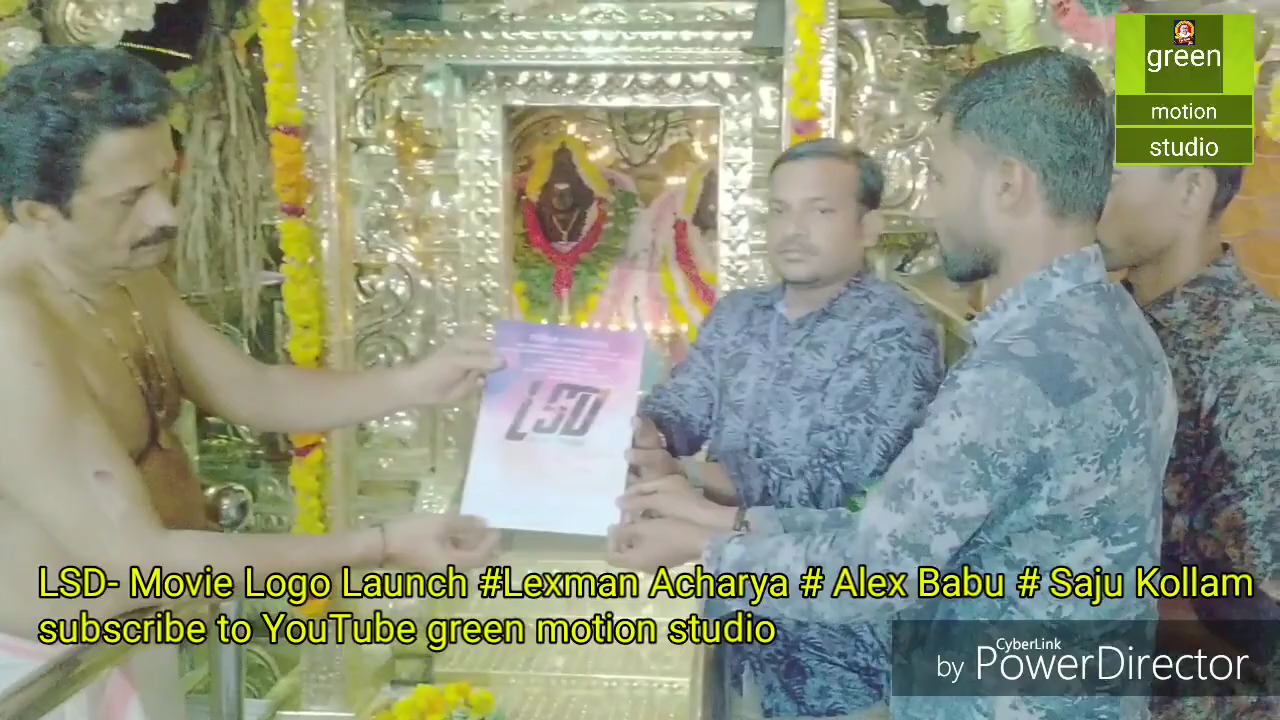 green
motion
studio
LSD
LSD- Movie Logo Launch #Lexman Acharya # Alex Babu # Saju Kollam
subscribe to YouTube green motion studio
CyberLink
by PowerDirector